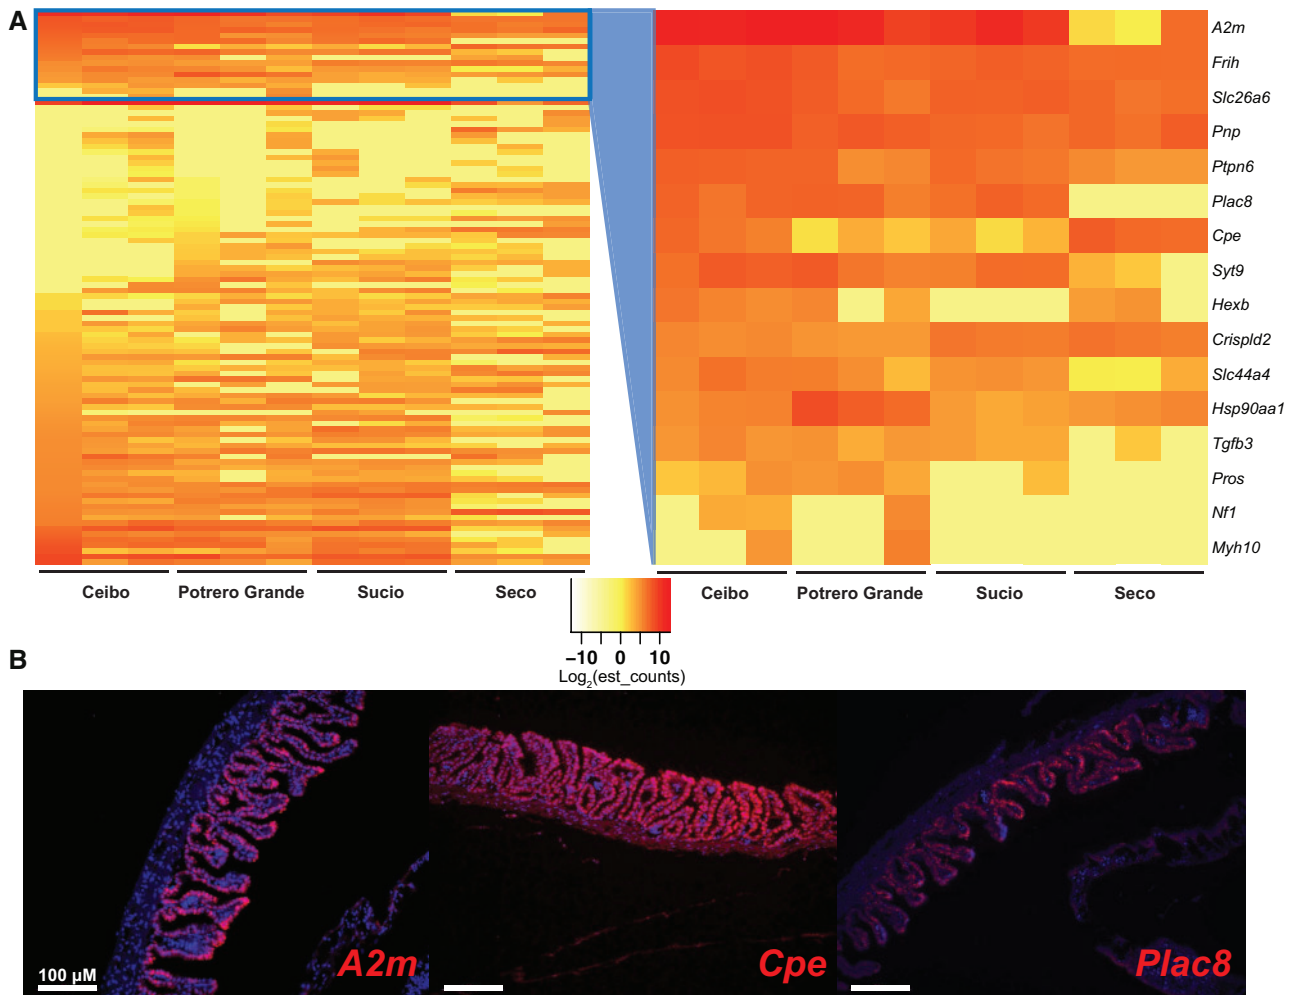 A
A2m
Frih
Slc26a6
Pnp
Ptpn6
Plac8
Cpe
Syt9
Hexb
Crispld2
Slc44a4
Hsp90aa1
Tgfb3
Pros
Nf1
Myh10
Ceibo Potrero Grande Sucio Seco
Ceibo Potrero Grande Sucio Seco
−10 0 10
Log2(est_counts)
B
100 µM
A2m
Cpe
Plac8